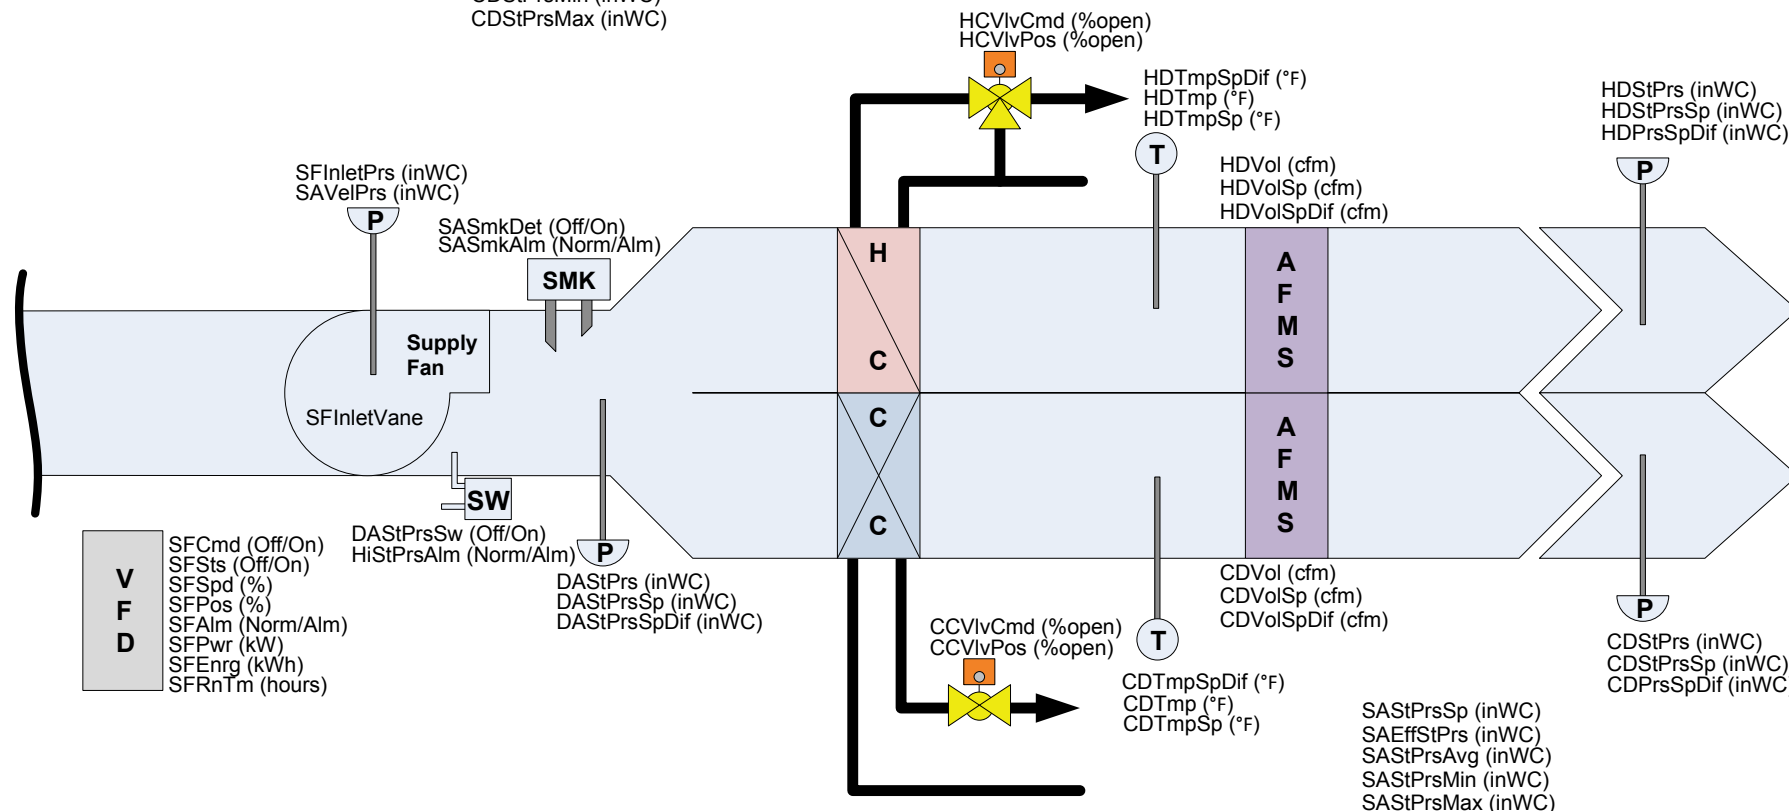 CDStPrsMin (inWC)
CDStPrsMax (inWC)
HCVlvCmd (%open)
HCVlvPos (%open)
HDTmpSpDif (°F)
HDTmp (°F)
HDTmpSp (°F)
T
HDStPrs (inWC)
HDStPrsSp (inWC)
HDPrsSpDif (inWC)
P
SFInletPrs (inWC)
SAVelPrs (inWC)
P
HDVol (cfm)
HDVolSp (cfm)
HDVolSpDif (cfm)
SASmkDet (Off/On)
SASmkAlm (Norm/Alm)
SMK
H
C
A
F
M
S
Supply
Fan
SFInletVane
C
C
A
F
M
S
SW
DAStPrsSw (Off/On)
HiStPrsAlm (Norm/Alm)
P
DAStPrs (inWC)
DAStPrsSp (inWC)
DAStPrsSpDif (inWC)
V
F
D
SFCmd (Off/On)
SFSts (Off/On)
SFSpd (%)
SFPos (%)
SFAlm (Norm/Alm)
SFPwr (kW)
SFEnrg (kWh)
SFRnTm (hours)
CDVol (cfm)
CDVolSp (cfm)
CDVolSpDif (cfm)
CCVlvCmd (%open)
CCVlvPos (%open)
T
CDTmpSpDif (°F)
CDTmp (°F)
CDTmpSp (°F)
P
CDStPrs (inWC)
CDStPrsSp (inWC)
CDPrsSpDif (inWC
SAStPrsSp (inWC)
SAEffStPrs (inWC)
SAStPrsAvg (inWC)
SAStPrsMin (inWC)
SAStPrsMax (inWC)